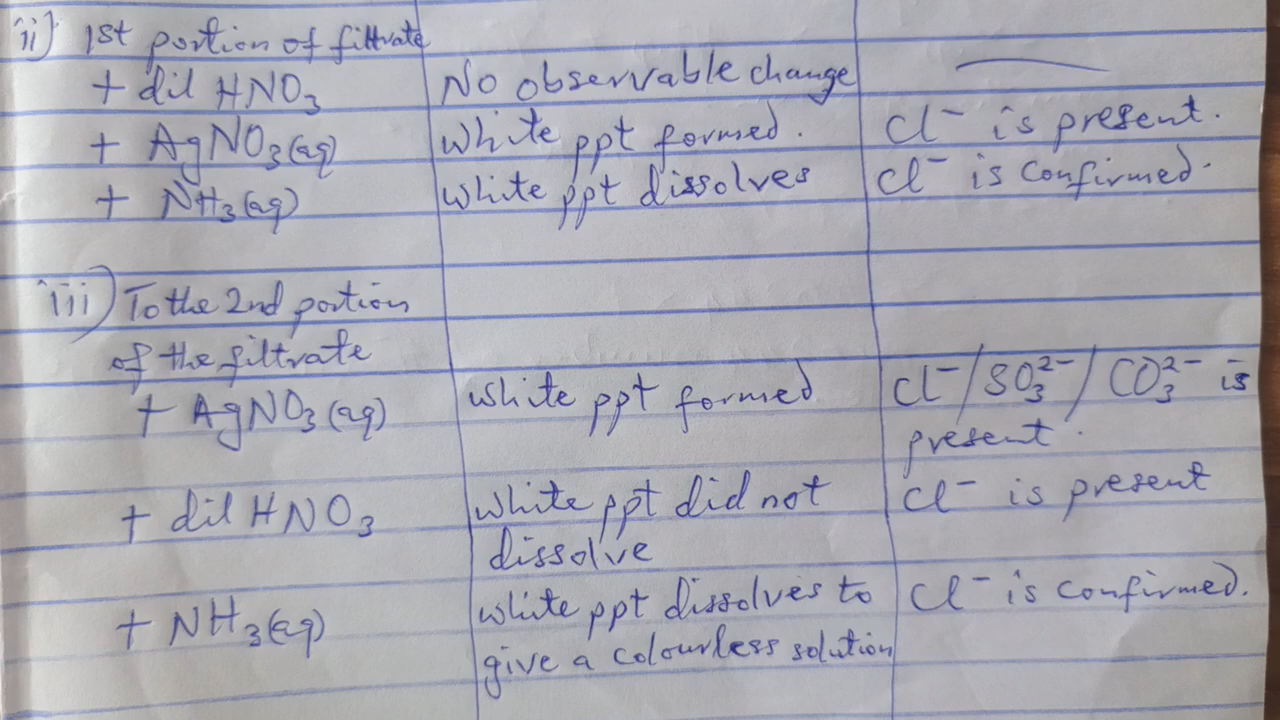 ii) 1st portion of filtrate
+ dil HNO₃ No observable change —
+ AgNO₃(aq) White ppt formed. Cl⁻ is present.
+ NH₃(aq) White ppt dissolves Cl⁻ is confirmed.
iii) To the 2nd portion
of the filtrate
+ AgNO₃(aq) White ppt formed Cl⁻/SO₃²⁻/CO₃²⁻ is
present.
+ dil HNO₃ White ppt did not Cl⁻ is present
dissolve
+ NH₃(aq) White ppt dissolves to Cl⁻ is confirmed.
give a colourless solution